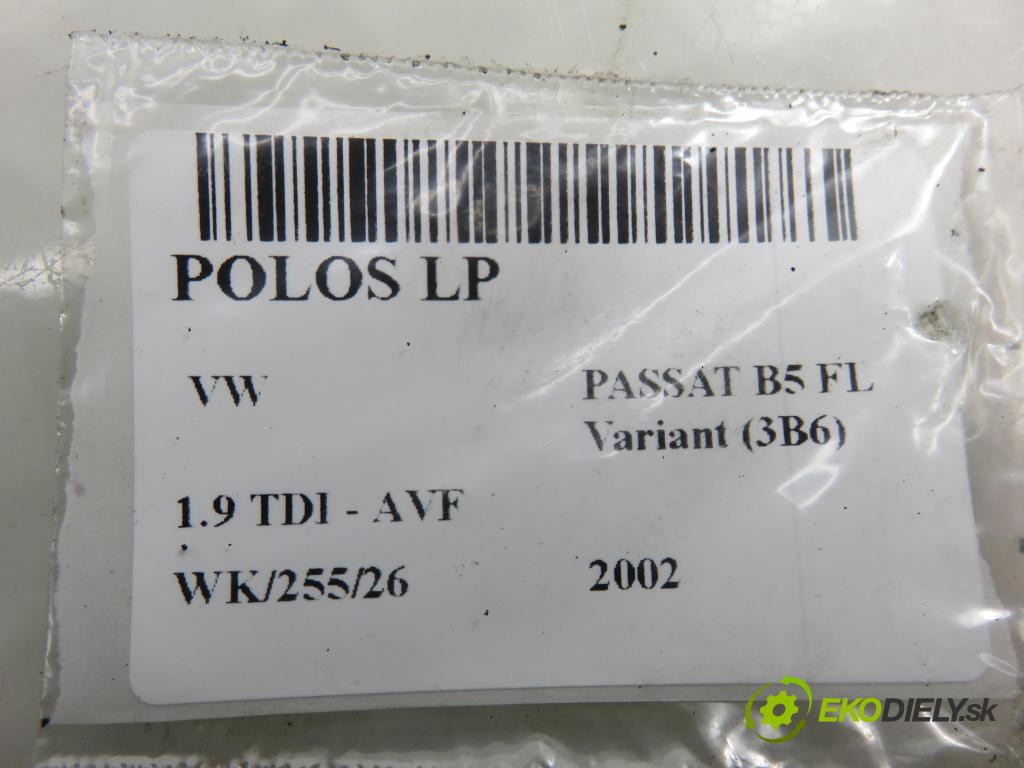 POLOS LP
VW
PASSAT B5 FL
Variant (3B6)
1.9 TDI - AVF
WK/255/26
2002
EKODIELY.sk